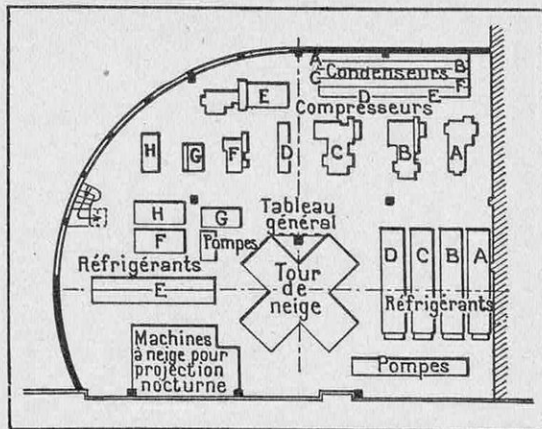 A
Condenseurs
B
C
F
D
E
E
Compresseurs
H
G
F
D
C
B
A
H
G
F
Pompes
Tableau
général
Réfrigérants
E
Tour
de
neige
D
C
B
A
Réfrigérants
Machines
à neige pour
projection
nocturne
Pompes